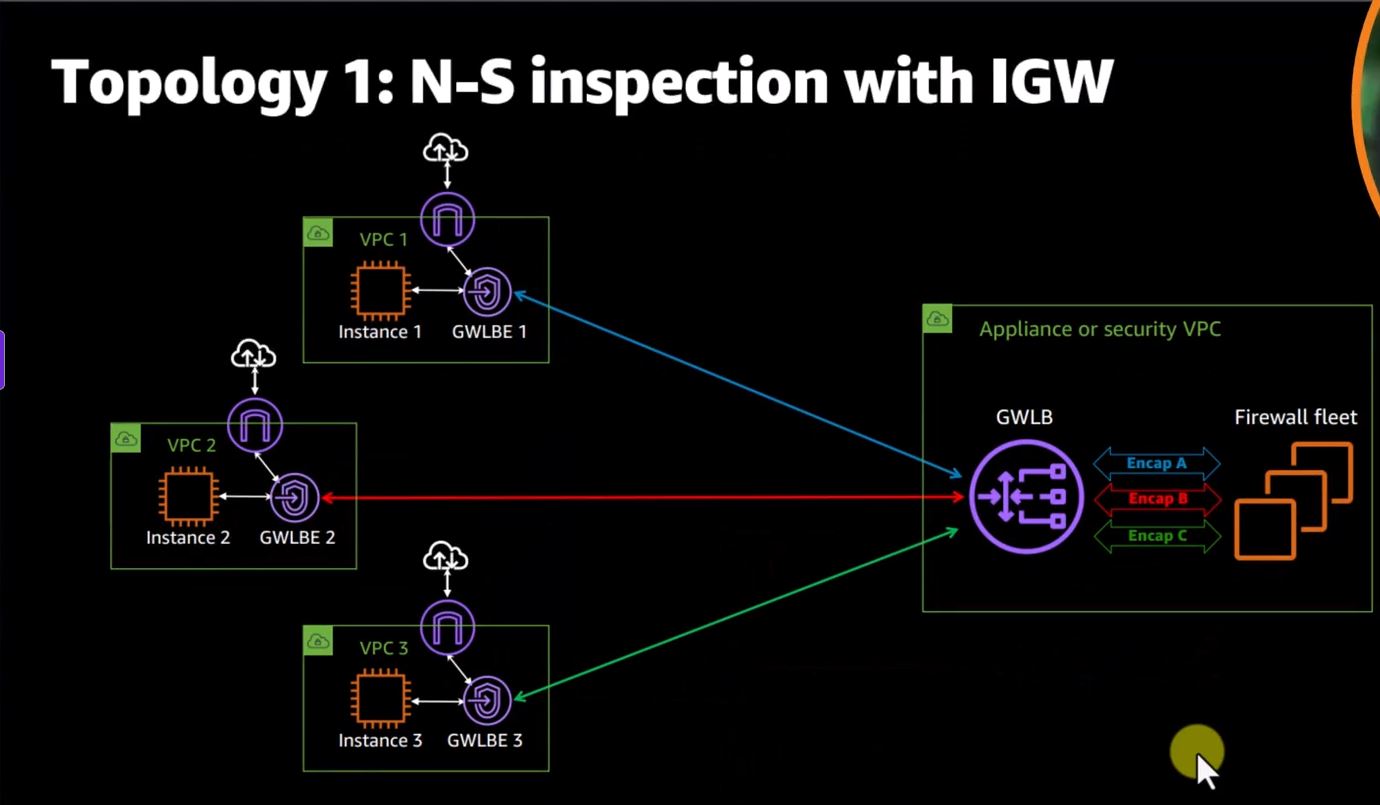 Topology 1: N-S inspection with IGW
VPC 1
Instance 1 GWLBE 1
VPC 2
Instance 2 GWLBE 2
VPC 3
Instance 3 GWLBE 3
Appliance or security VPC
GWLB
Firewall fleet
Encap A
Encap B
Encap C